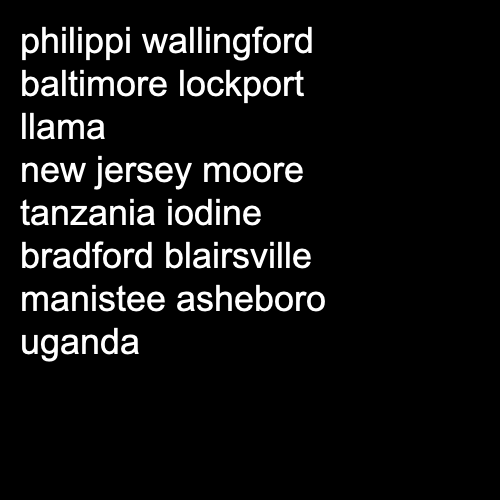 philippi wallingford
baltimore lockport
llama
new jersey moore
tanzania iodine
bradford blairsville
manistee asheboro
uganda